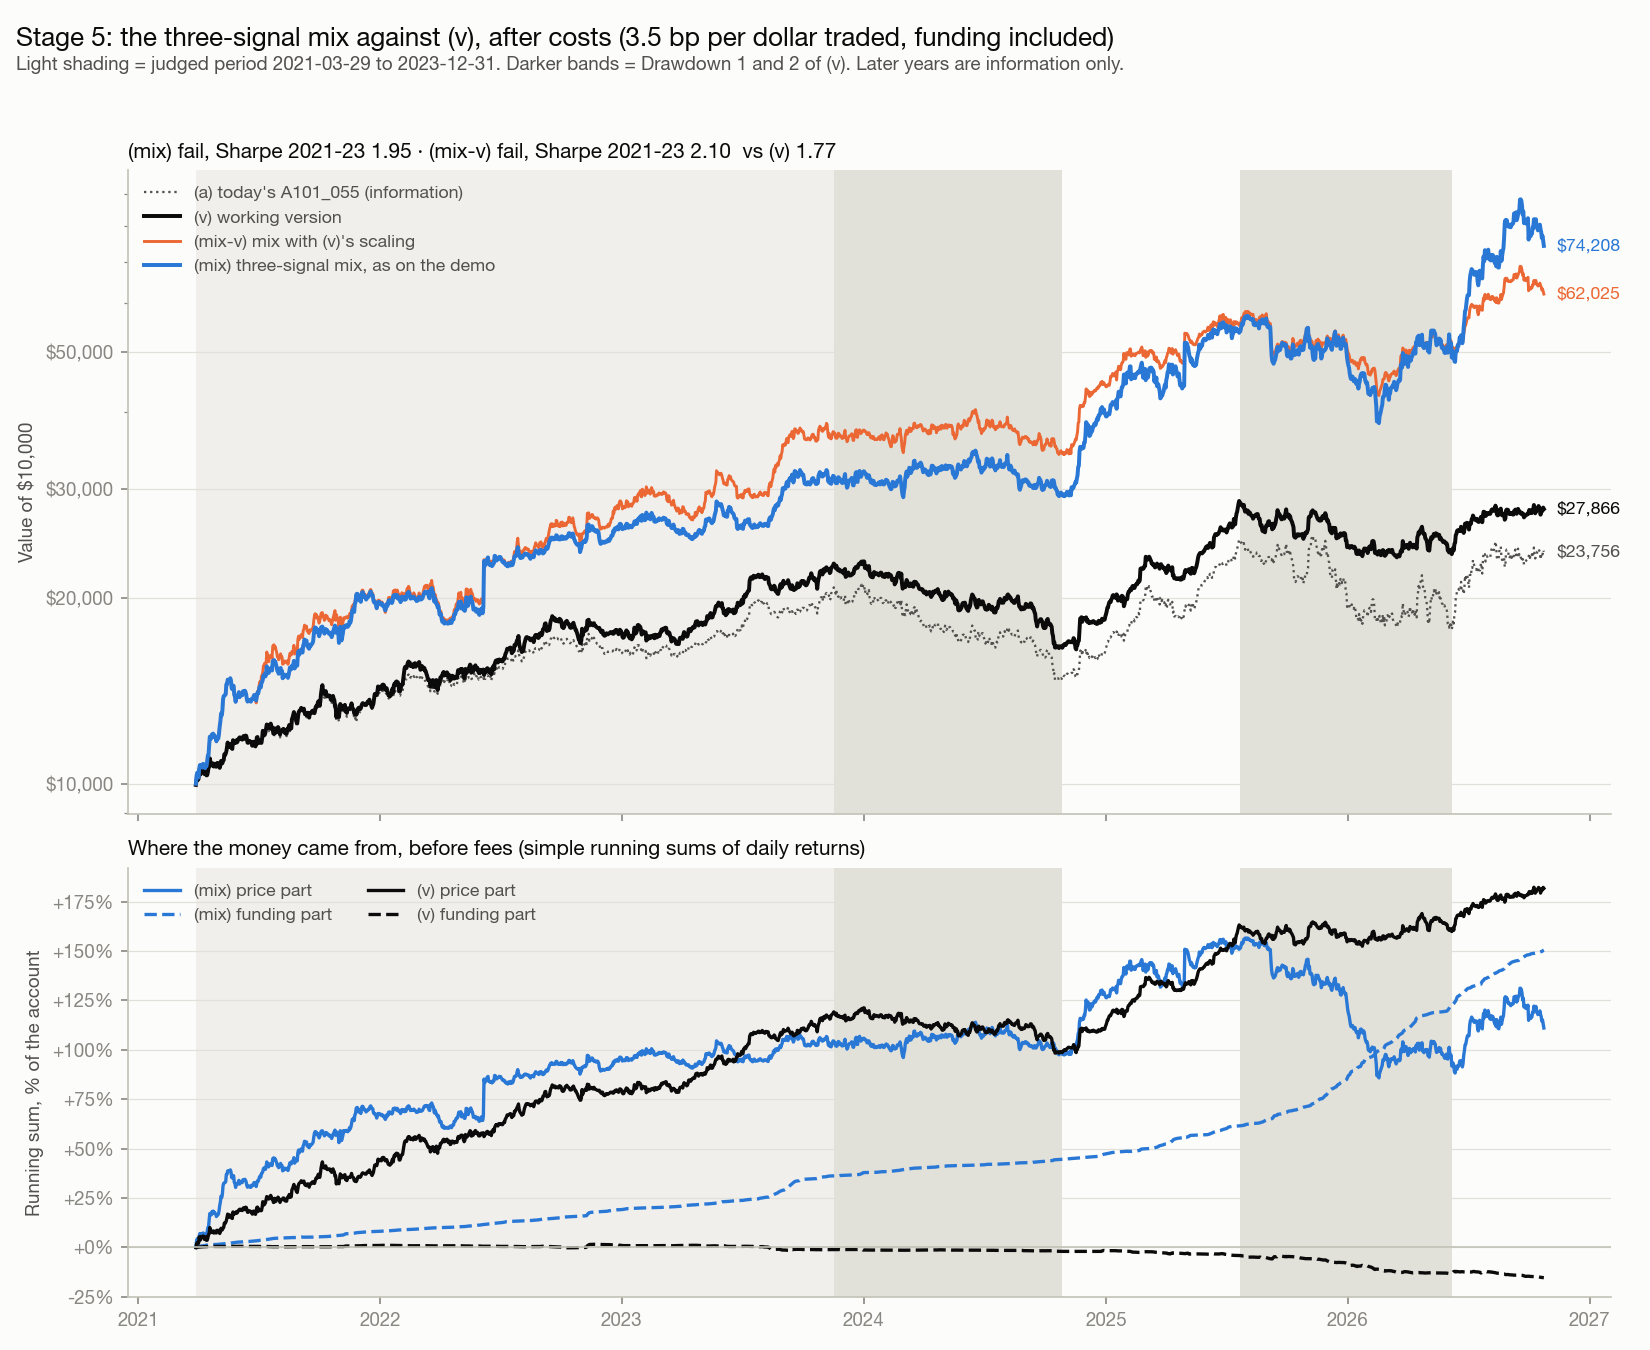 Stage 5: the three-signal mix against (v), after costs (3.5 bp per dollar traded, funding included)
Light shading = judged period 2021-03-29 to 2023-12-31. Darker bands = Drawdown 1 and 2 of (v). Later years are information only.
(mix) fail, Sharpe 2021-23 1.95 · (mix-v) fail, Sharpe 2021-23 2.10  vs (v) 1.77
(a) today's A101_055 (information)
(v) working version
(mix-v) mix with (v)'s scaling
(mix) three-signal mix, as on the demo
Value of $10,000
$50,000
$30,000
$20,000
$10,000
$74,208
$62,025
$27,866
$23,756
Where the money came from, before fees (simple running sums of daily returns)
(mix) price part
(mix) funding part
(v) price part
(v) funding part
Running sum, % of the account
+175%
+150%
+125%
+100%
+75%
+50%
+25%
+0%
-25%
2021 2022 2023 2024 2025 2026 2027